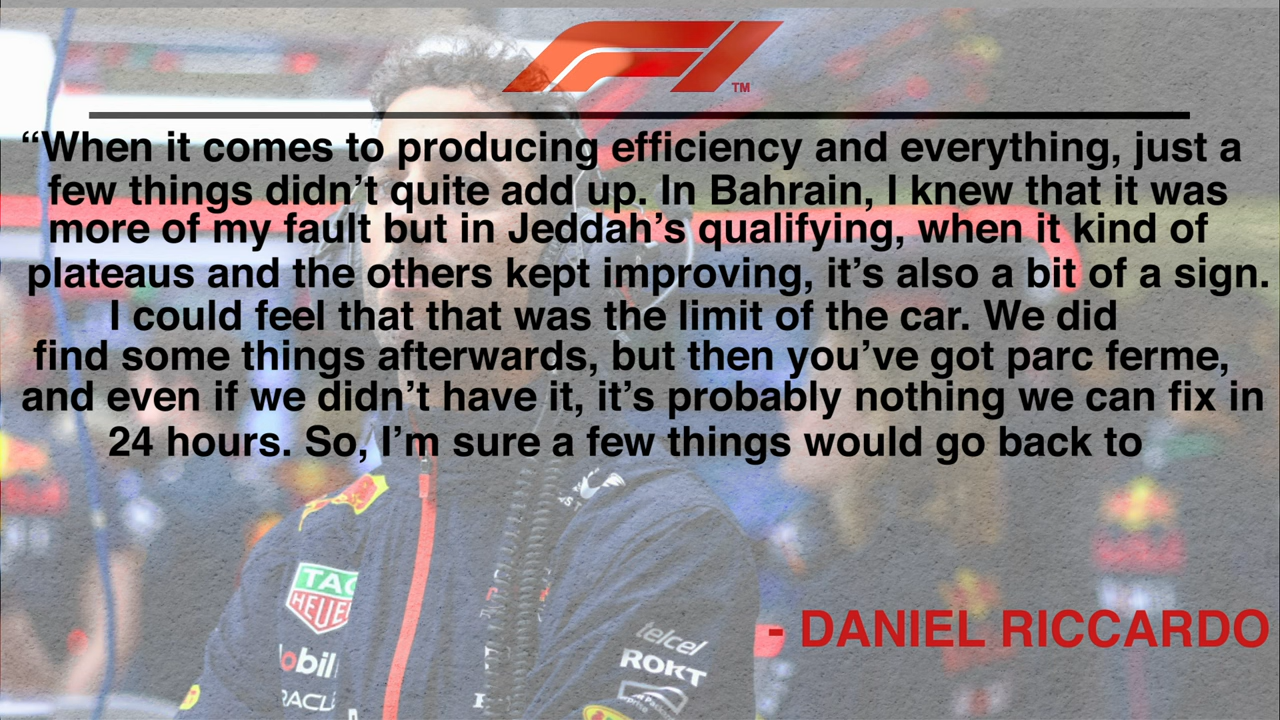 F1
TM
“When it comes to producing efficiency and everything, just a
few things didn’t quite add up. In Bahrain, I knew that it was
more of my fault but in Jeddah’s qualifying, when it kind of
plateaus and the others kept improving, it’s also a bit of a sign.
I could feel that that was the limit of the car. We did
find some things afterwards, but then you’ve got parc ferme,
and even if we didn’t have it, it’s probably nothing we can fix in
24 hours. So, I’m sure a few things would go back to
- DANIEL RICCARDO
TAG
HEUER
telcel
ROKT
Mobil
ORACLE